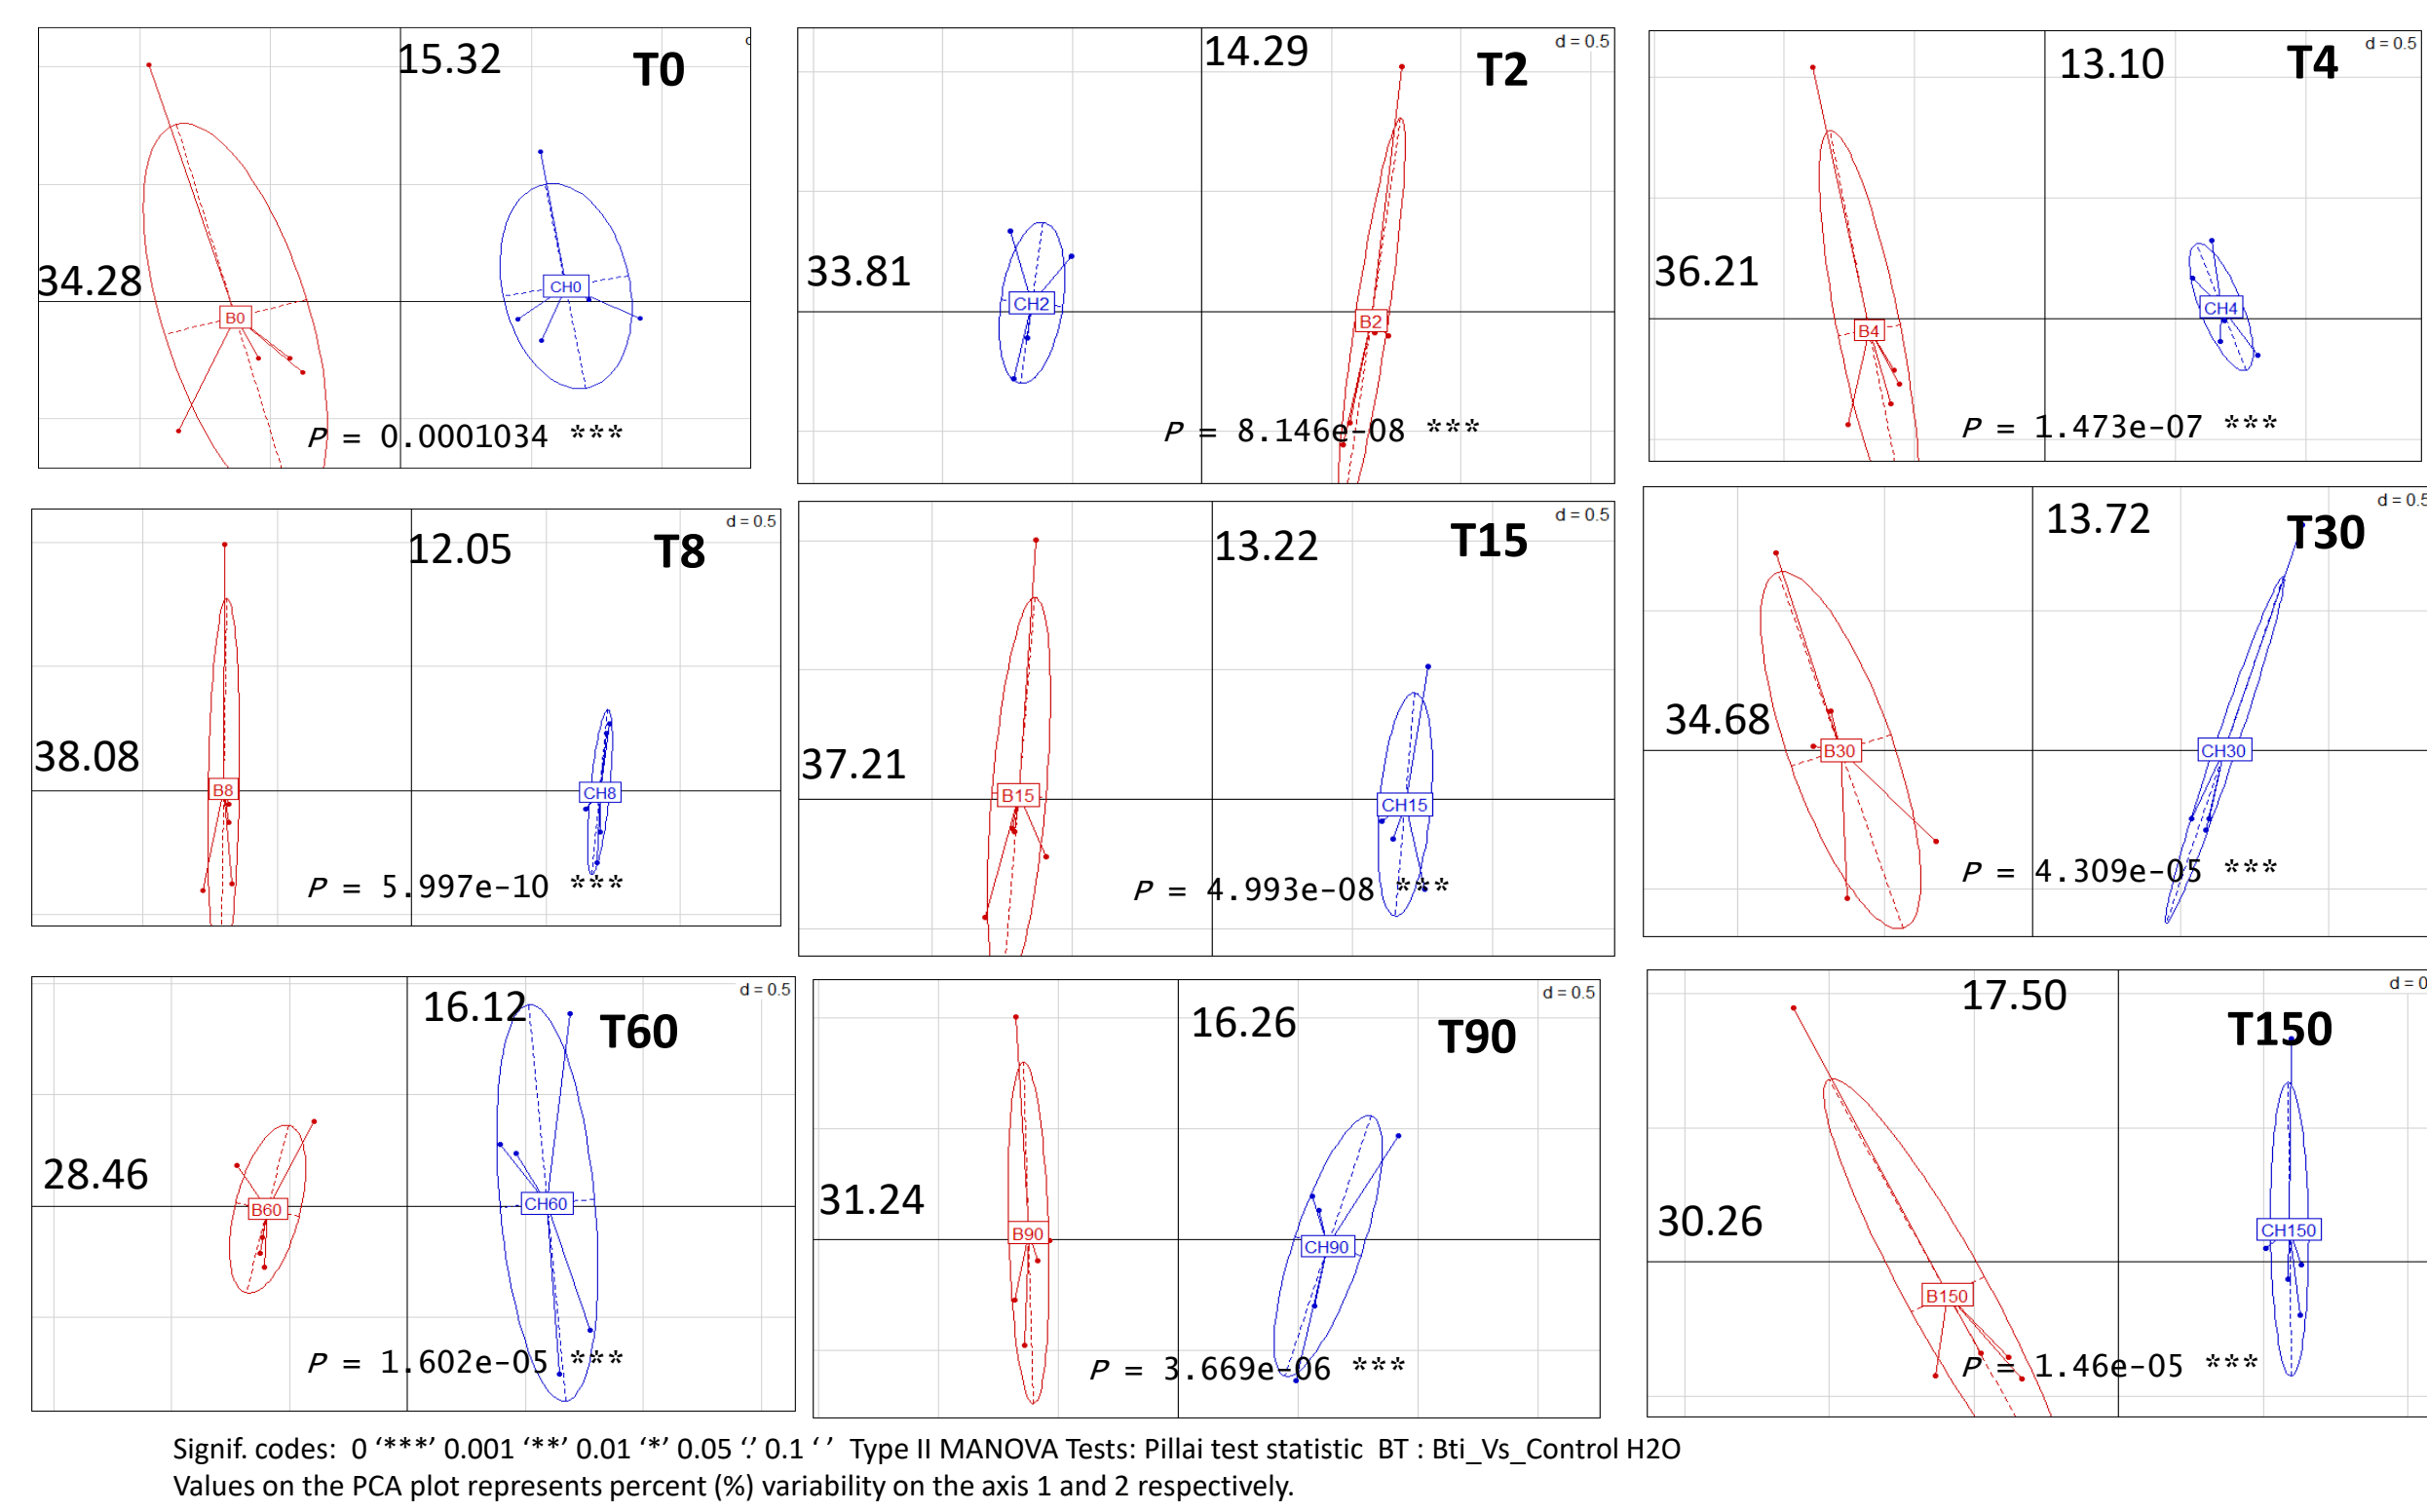 15.32
T0
34.28
CH0
B0
P = 0.0001034 ***
d = 0.5
14.29
T2
33.81
CH2
B2
P = 8.146e-08 ***
d = 0.5
13.10
T4
36.21
CH4
B4
P = 1.473e-07 ***
d = 0.5
12.05
T8
38.08
B8
CH8
P = 5.997e-10 ***
d = 0.5
13.22
T15
37.21
B15
CH15
P = 4.993e-08 ***
d = 0.5
13.72
T30
34.68
B30
CH30
P = 4.309e-05 ***
d = 0.5
16.12
T60
28.46
B60
CH60
P = 1.602e-05 ***
d = 0.5
16.26
T90
31.24
B90
CH90
P = 3.669e-06 ***
d = 0
17.50
T150
30.26
CH150
B150
P = 1.46e-05 ***
Signif. codes: 0 ‘***’ 0.001 ‘**’ 0.01 ‘*’ 0.05 ‘.’ 0.1 ‘ ’ Type II MANOVA Tests: Pillai test statistic BT : Bti_Vs_Control H2O
Values on the PCA plot represents percent (%) variability on the axis 1 and 2 respectively.